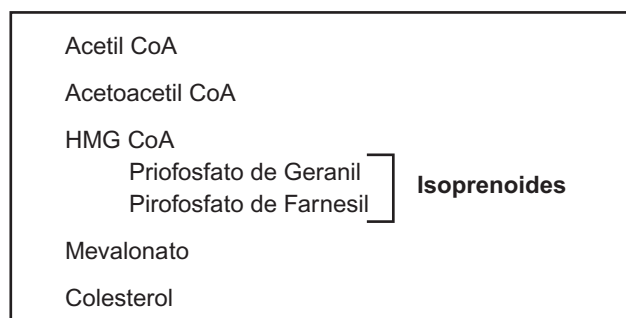 Acetil CoA
Acetoacetil CoA
HMG CoA
Priofosfato de Geranil
Pirofosfato de Farnesil
Isoprenoides
Mevalonato
Colesterol